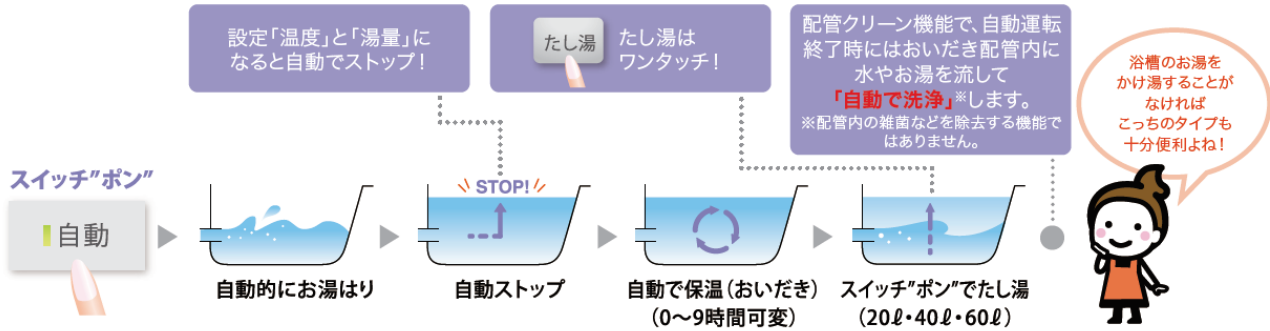 設定「温度」と「湯量」に
なると自動でストップ！
たし湯
たし湯は
ワンタッチ！
配管クリーン機能で、自動運転
終了時にはおいだき配管内に
水やお湯を流して
「自動で洗浄」※します。
※配管内の雑菌などを除去する機能で
はありません。
浴槽のお湯を
かけ湯することが
なければ
こっちのタイプも
十分便利よね！
スイッチ”ポン”
自動
STOP!
自動的にお湯はり
自動ストップ
自動で保温（おいだき）
（0〜9時間可変）
スイッチ”ポン”でたし湯
（20ℓ・40ℓ・60ℓ）